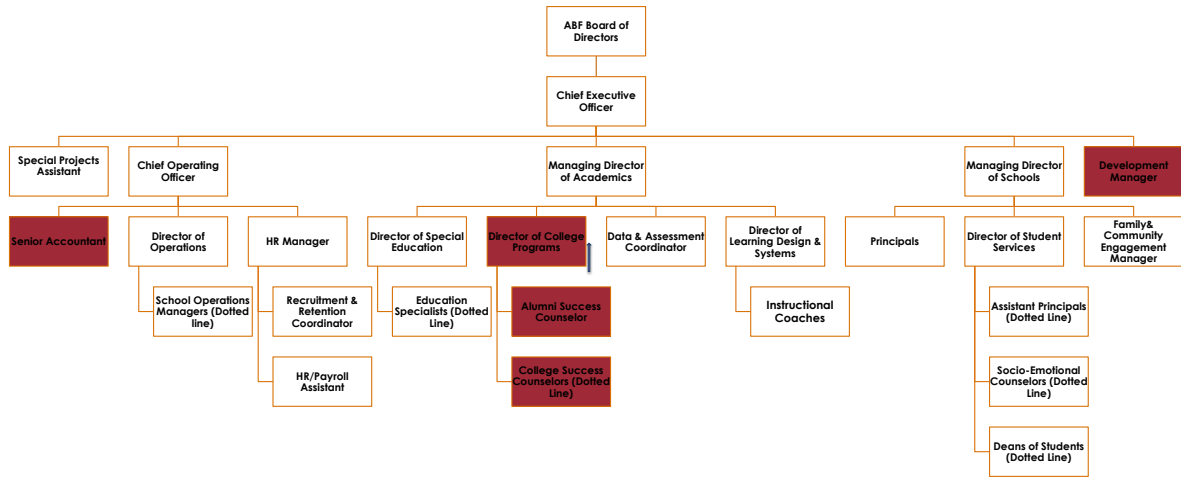 ABF Board of
Directors
Chief Executive
Officer
Special Projects
Assistant
Chief Operating
Officer
Managing Director
of Academics
Managing Director
of Schools
Development
Manager
Senior Accountant
Director of
Operations
HR Manager
Director of Special
Education
Director of College
Programs
Data & Assessment
Coordinator
Director of
Learning Design &
Systems
Principals
Director of Student
Services
Family&
Community
Engagement
Manager
School Operations
Managers (Dotted
line)
Recruitment &
Retention
Coordinator
Education
Specialists (Dotted
Line)
Alumni Success
Counselor
Instructional
Coaches
Assistant Principals
(Dotted Line)
HR/Payroll
Assistant
College Success
Counselors (Dotted
Line)
Socio-Emotional
Counselors (Dotted
Line)
Deans of Students
(Dotted Line)